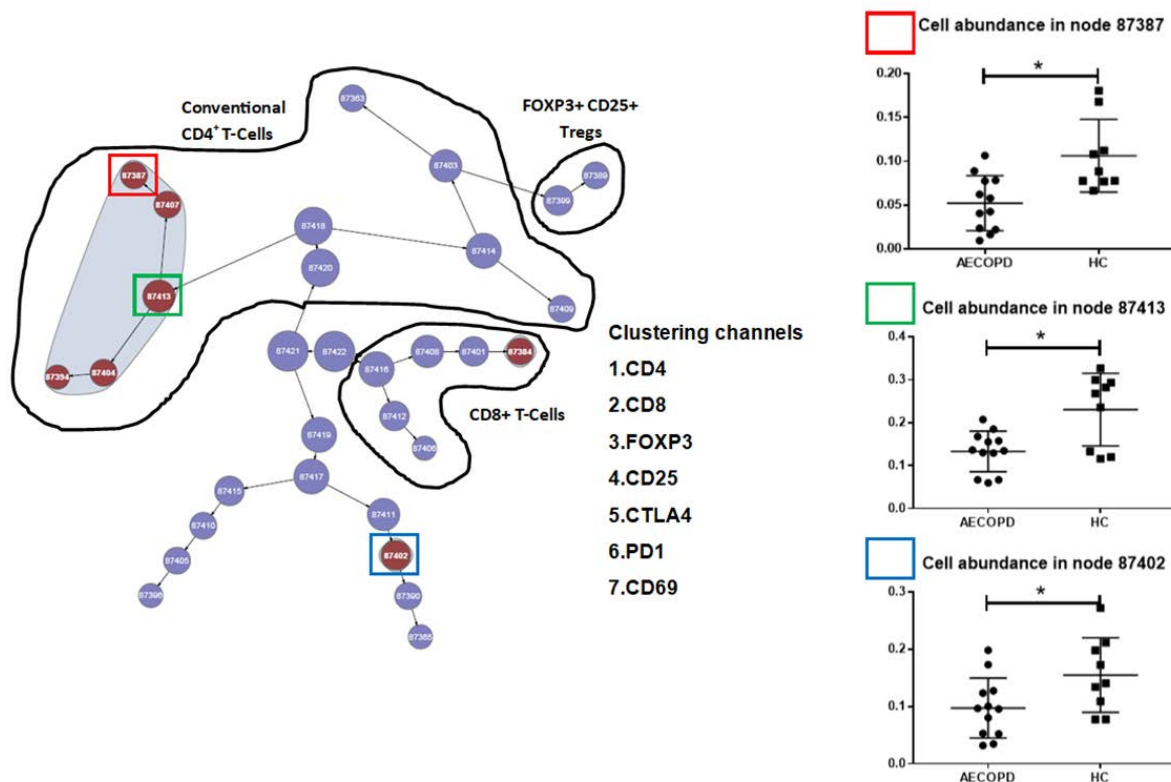 Conventional
CD4+ T-Cells
FOXP3+ CD25+
Tregs
87363
87387
87403
87389
87407
87399
87418
87414
87420
87413
87409
87421
87422
87408
87401
87384
87416
87394
87404
CD8+ T-Cells
87412
87406
87419
87417
87415
87411
87410
87402
87405
87390
87396
87365
Clustering channels
1.CD4
2.CD8
3.FOXP3
4.CD25
5.CTLA4
6.PD1
7.CD69
Cell abundance in node 87387
*
0.20
0.15
0.10
0.05
0.00
AECOPD HC
Cell abundance in node 87413
*
0.4
0.3
0.2
0.1
0.0
AECOPD HC
Cell abundance in node 87402
*
0.3
0.2
0.1
0.0
AECOPD HC